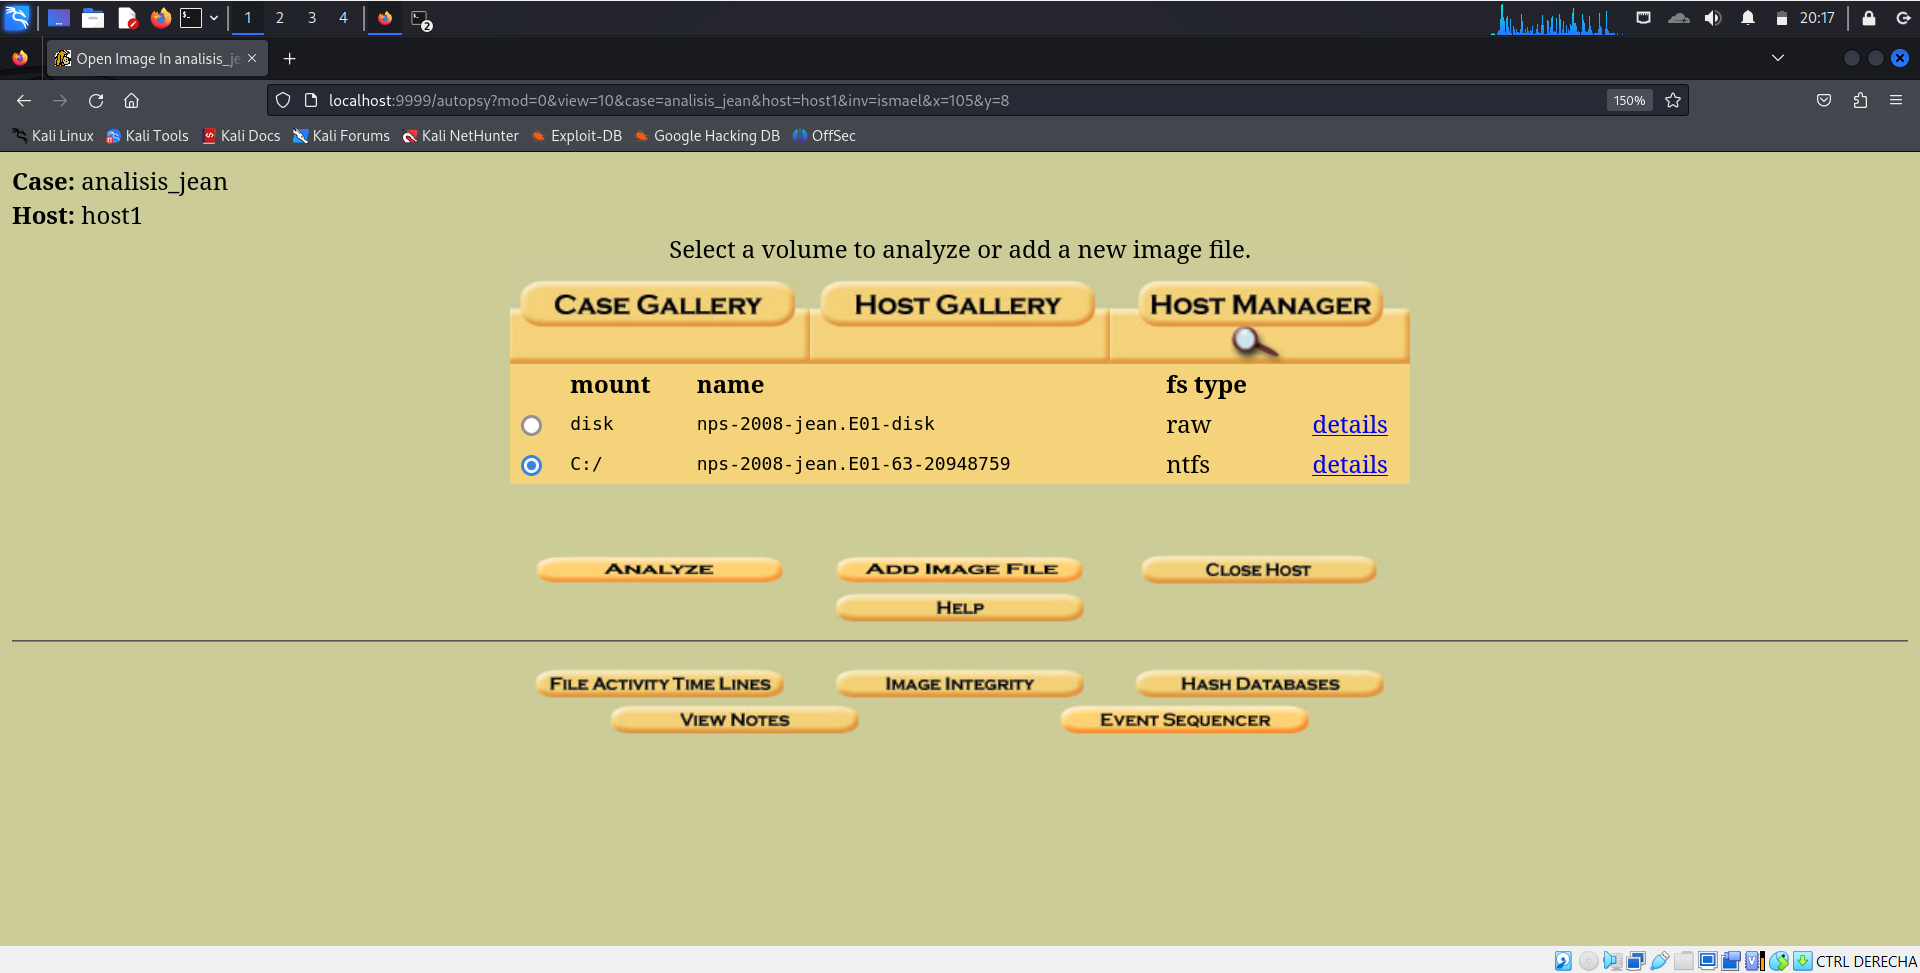 1 2 3 4 2 20:17
Open Image In analisis_je
localhost:9999/autopsy?mod=0&view=10&case=analisis_jean&host=host1&inv=ismael&x=105&y=8 150%
Kali Linux Kali Tools Kali Docs Kali Forums Kali NetHunter Exploit-DB Google Hacking DB OffSec
Case: analisis_jean
Host: host1
Select a volume to analyze or add a new image file.
CASE GALLERY HOST GALLERY HOST MANAGER
mount name fs type
disk nps-2008-jean.E01-disk raw details
C:/ nps-2008-jean.E01-63-20948759 ntfs details
ANALYZE ADD IMAGE FILE CLOSE HOST
HELP
FILE ACTIVITY TIME LINES IMAGE INTEGRITY HASH DATABASES
VIEW NOTES EVENT SEQUENCER
CTRL DERECHA